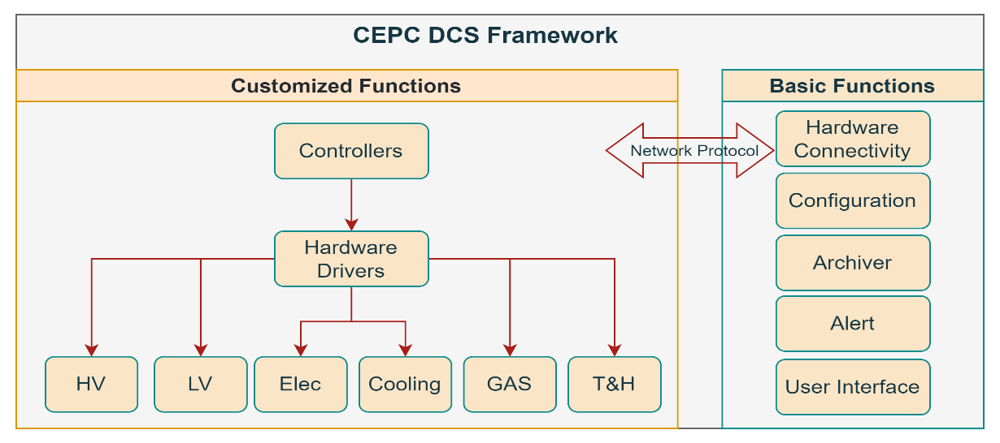 CEPC DCS Framework
Customized Functions
Basic Functions
Controllers
Network Protocol
Hardware
Connectivity
Configuration
Hardware
Drivers
Archiver
Alert
HV
LV
Elec
Cooling
GAS
T&H
User Interface